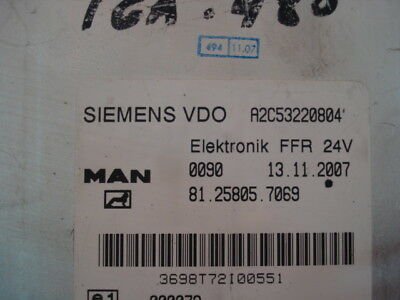 TGA.480
494 11.07
SIEMENS VDO A2C53220804
Elektronik FFR 24V
MAN 0090 13.11.2007
81.25805.7069
3698T72I00551
e1